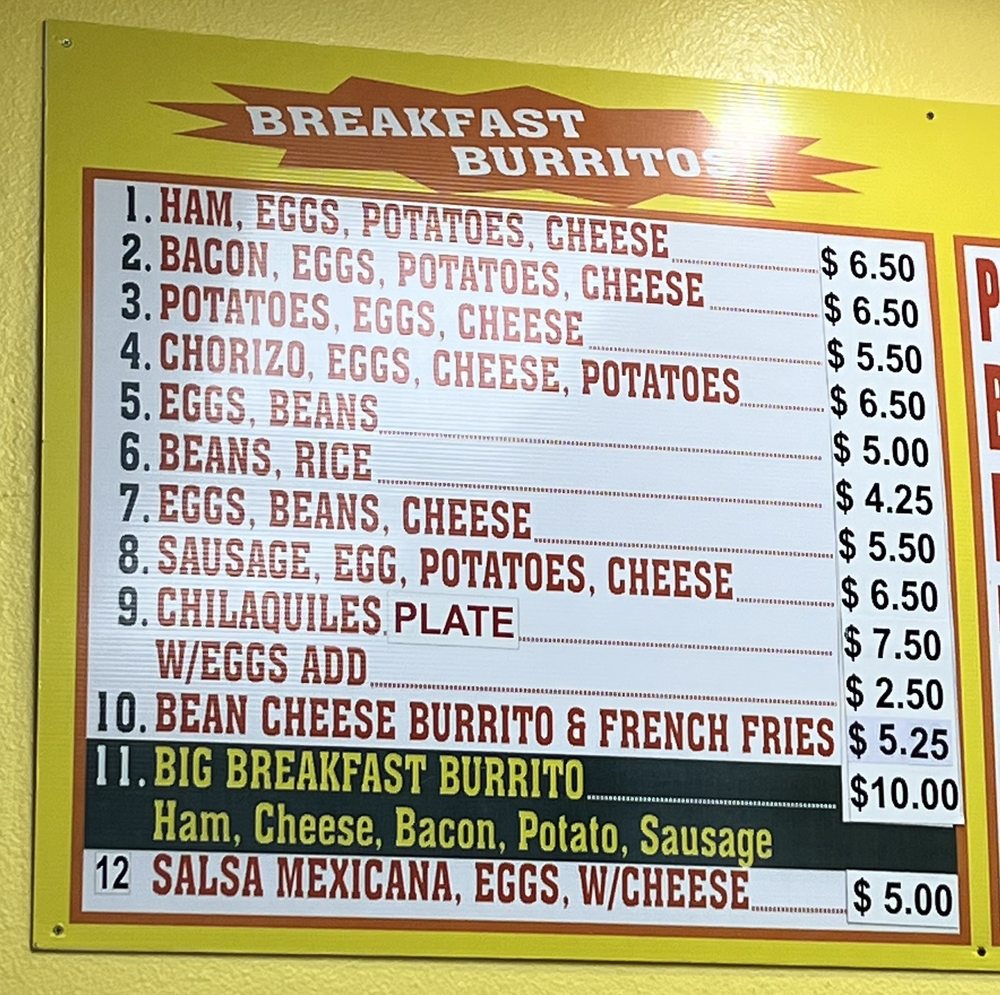 BREAKFAST
BURRITOS
1. HAM, EGGS, POTATOES, CHEESE $ 6.50
2. BACON, EGGS, POTATOES, CHEESE $ 6.50
3. POTATOES, EGGS, CHEESE $ 5.50
4. CHORIZO, EGGS, CHEESE, POTATOES $ 6.50
5. EGGS, BEANS $ 5.00
6. BEANS, RICE $ 4.25
7. EGGS, BEANS, CHEESE $ 5.50
8. SAUSAGE, EGG, POTATOES, CHEESE $ 6.50
9. CHILAQUILES PLATE $ 7.50
W/EGGS ADD $ 2.50
10. BEAN CHEESE BURRITO & FRENCH FRIES $ 5.25
11. BIG BREAKFAST BURRITO $10.00
Ham, Cheese, Bacon, Potato, Sausage
12 SALSA MEXICANA, EGGS, W/CHEESE $ 5.00